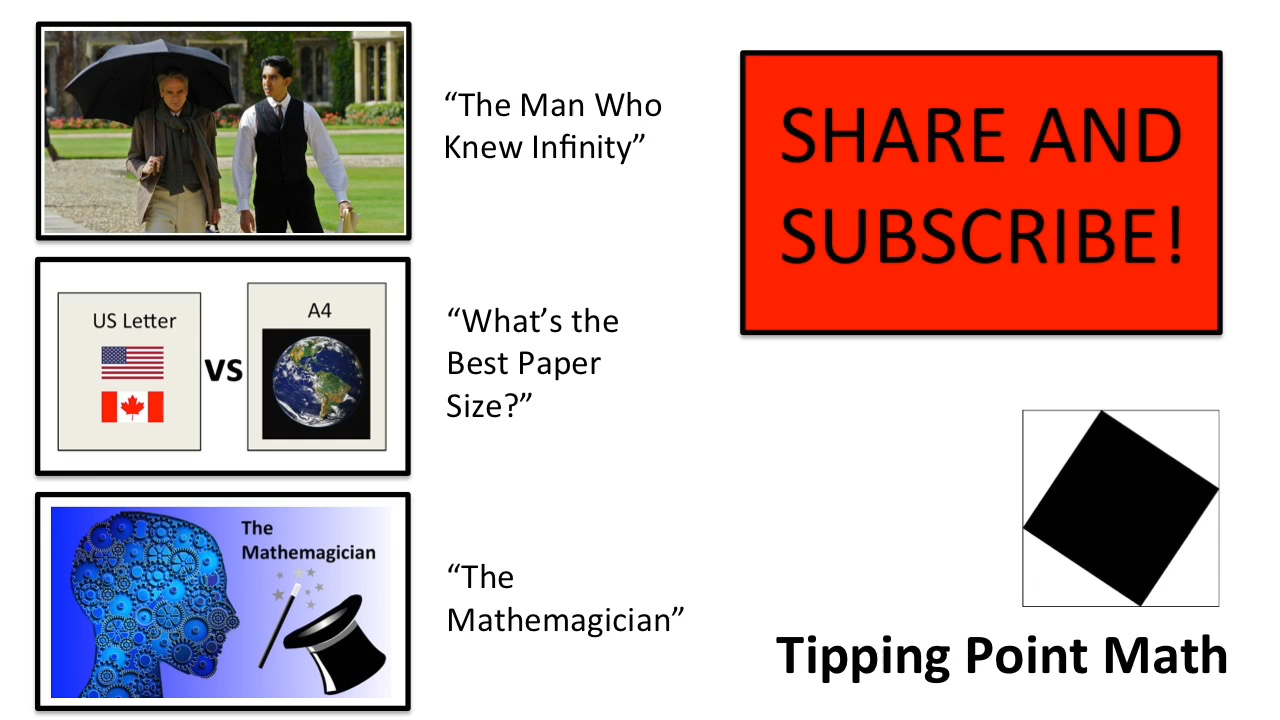 “The Man Who
Knew Infinity”
US Letter
VS
A4
“What’s the
Best Paper
Size?”
The
Mathemagician
“The
Mathemagician”
SHARE AND
SUBSCRIBE!
Tipping Point Math